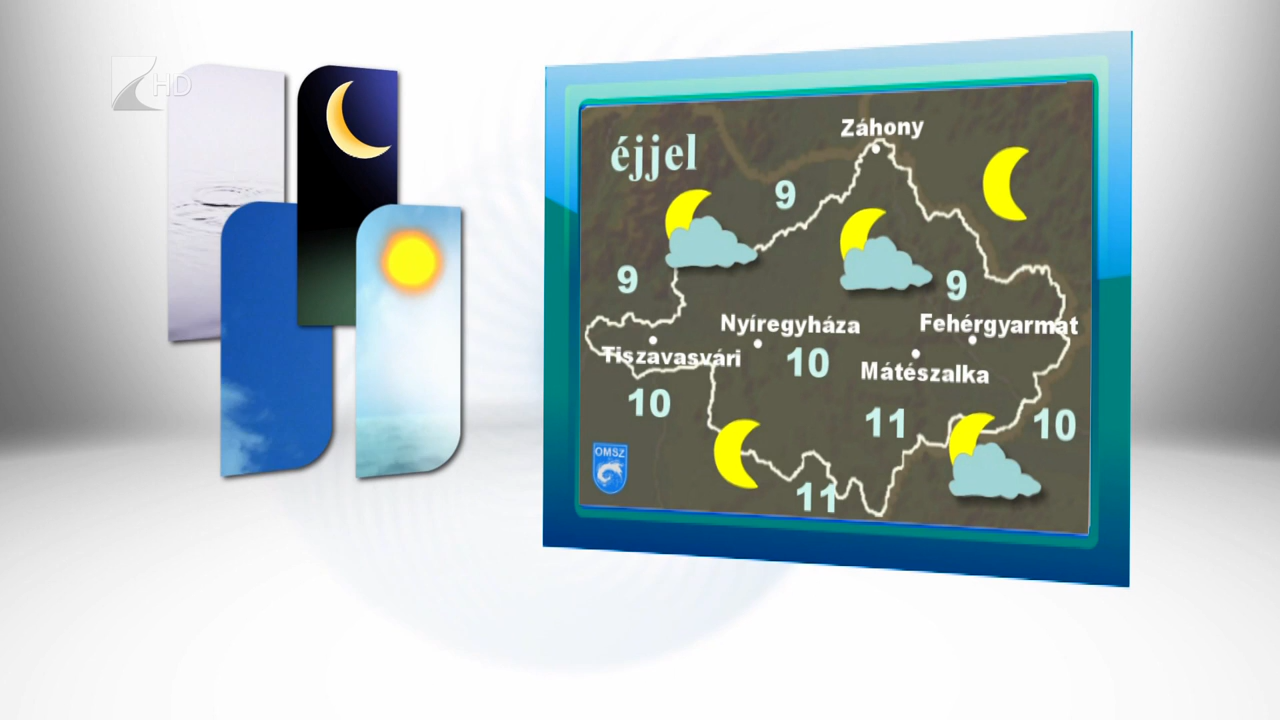 HD
éjjel
Záhony
9
9
9
Nyíregyháza
Fehérgyarmat
Tiszavasvári
10
Mátészalka
10
11
10
OMSZ
11